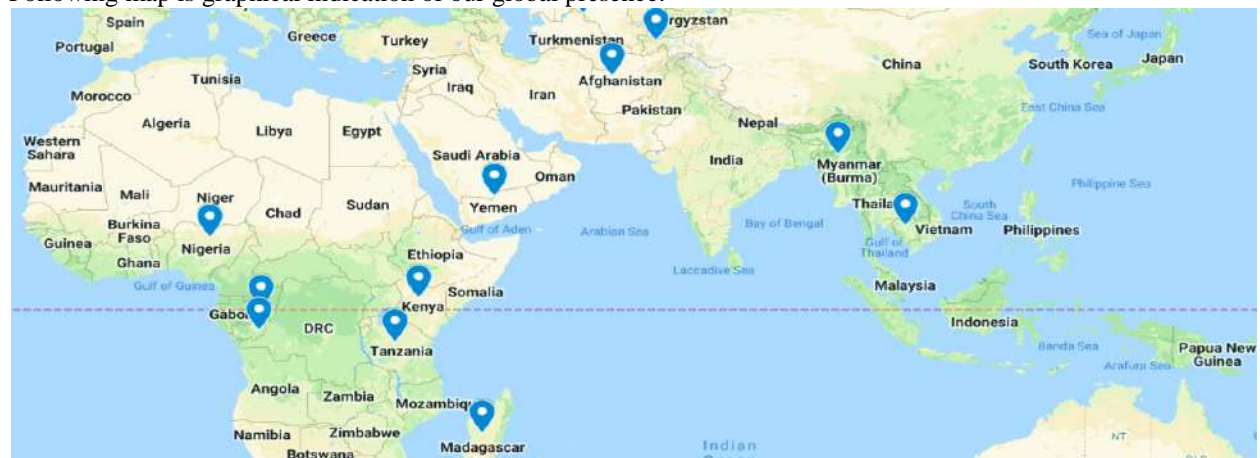 Following map is graphical indication of our global presence.
Spain
rgyzstan
Portugal
Greece
Turkey
Turkmenistan
Sea of Japan
China
South Korea
Japan
Tunisia
Syria
Afghanistan
Morocco
Iraq
Iran
Pakistan
East China Sea
Algeria
Libya
Egypt
Nepal
Western
Sahara
Saudi Arabia
India
Myanmar
(Burma)
Oman
Mauritania
Mali
Niger
Chad
Sudan
Yemen
Thaila
South
China Sea
Philippine Sea
Burkina
Faso
Gulf of Aden
Arabian Sea
Bay of Bengal
Vietnam
Philippines
Guinea
Nigeria
Ghana
Ethiopia
Gulf of
Thailand
Laccadive Sea
Gulf of Guinea
Somalia
Malaysia
Kenya
Gabo
DRC
Indonesia
Tanzania
Banda Sea
Papua New
Guinea
Arafura Sea
Angola
Zambia
Mozambiq
Namibia
Zimbabwe
Madagascar
Indian
NT
Botswana